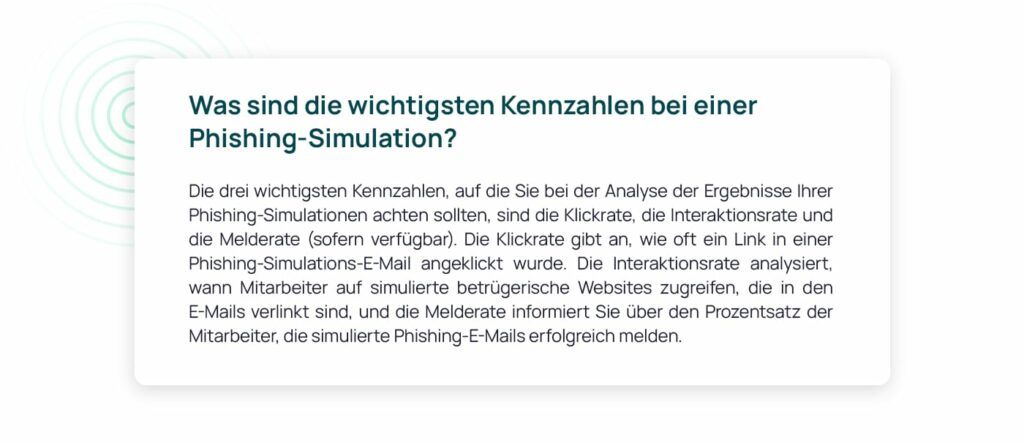 Was sind die wichtigsten Kennzahlen bei einer
Phishing-Simulation?
Die drei wichtigsten Kennzahlen, auf die Sie bei der Analyse der Ergebnisse Ihrer
Phishing-Simulationen achten sollten, sind die Klickrate, die Interaktionsrate und
die Melderate (sofern verfügbar). Die Klickrate gibt an, wie oft ein Link in einer
Phishing-Simulations-E-Mail angeklickt wurde. Die Interaktionsrate analysiert,
wann Mitarbeiter auf simulierte betrügerische Websites zugreifen, die in den
E-Mails verlinkt sind, und die Melderate informiert Sie über den Prozentsatz der
Mitarbeiter, die simulierte Phishing-E-Mails erfolgreich melden.